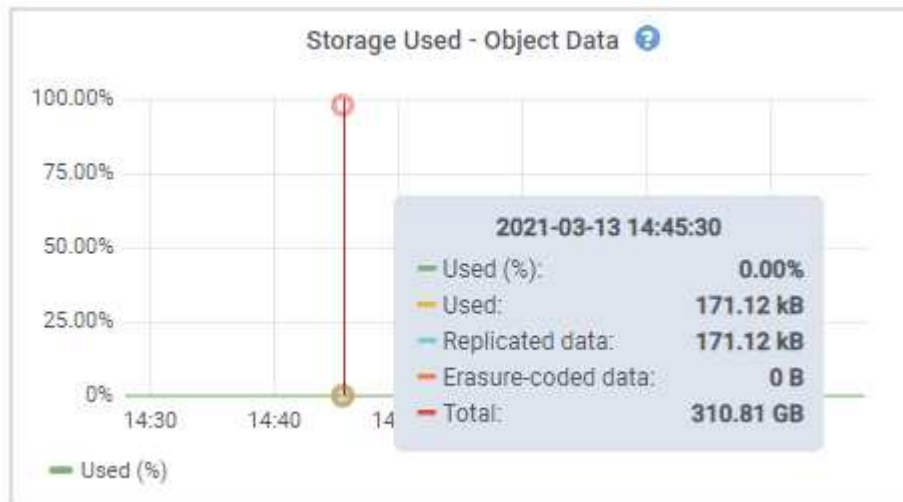 Storage Used - Object Data ?
100.00%
75.00%
50.00%
25.00%
0%
14:30 14:40
2021-03-13 14:45:30
Used (%): 0.00%
Used: 171.12 kB
Replicated data: 171.12 kB
Erasure-coded data: 0 B
Total: 310.81 GB
Used (%)